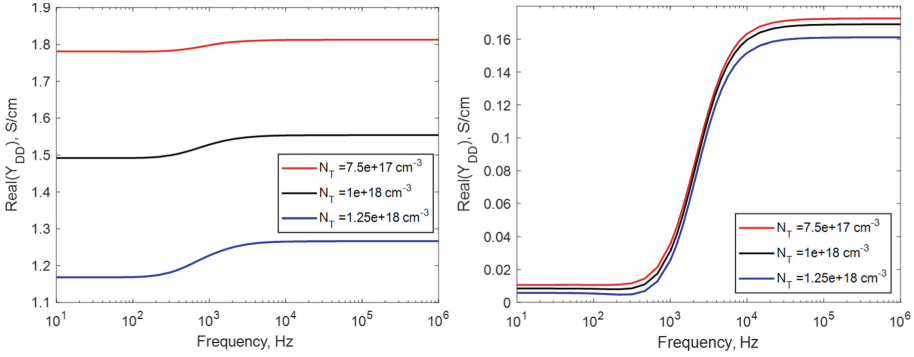 1.9
1.8
1.7
1.6
1.5
1.4
1.3
1.2
1.1
Real(Y_DD), S/cm
N_T =7.5e+17 cm^-3
N_T =1e+18 cm^-3
N_T =1.25e+18 cm^-3
10^1 10^2 10^3 10^4 10^5 10^6
Frequency, Hz
0.16
0.14
0.12
0.1
0.08
0.06
0.04
0.02
0
Real(Y_DD), S/cm
N_T =7.5e+17 cm^-3
N_T =1e+18 cm^-3
N_T =1.25e+18 cm^-3
10^1 10^2 10^3 10^4 10^5 10^6
Frequency, Hz